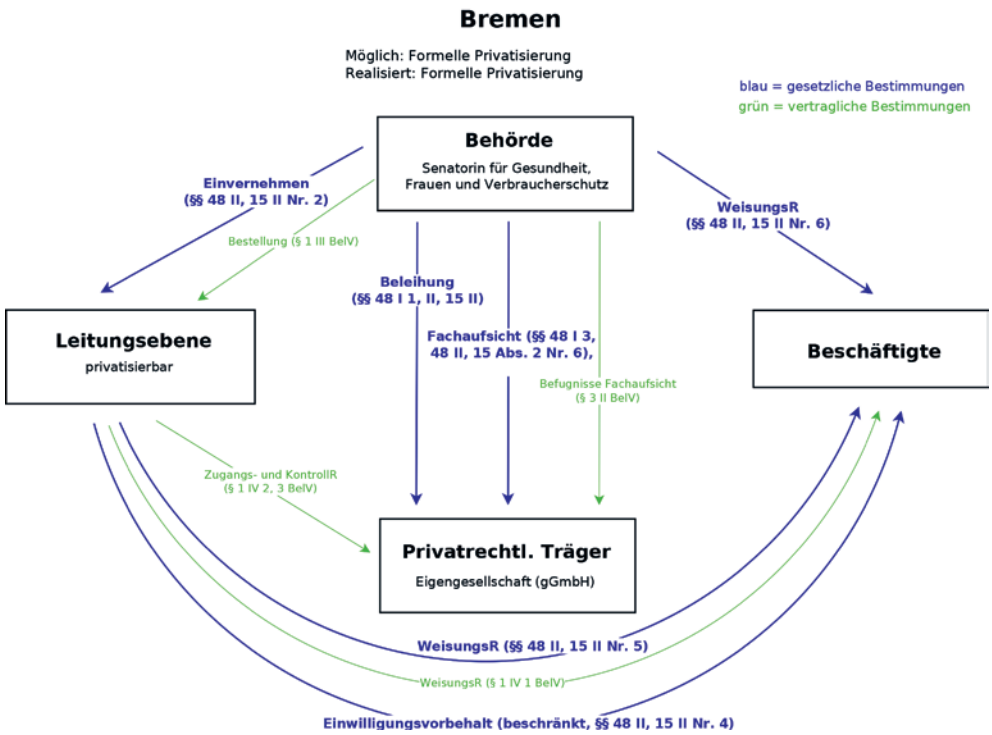 Bremen
Möglich: Formelle Privatisierung
Realisiert: Formelle Privatisierung
blau = gesetzliche Bestimmungen
grün = vertragliche Bestimmungen
Behörde
Senatorin für Gesundheit,
Frauen und Verbraucherschutz
Einvernehmen
(§§ 48 II, 15 II Nr. 2)
WeisungsR
(§§ 48 II, 15 II Nr. 6)
Bestellung (§ 1 III BelV)
Beleihung
(§§ 48 I 1, II, 15 II)
Leitungsebene
privatisierbar
Fachaufsicht (§§ 48 I 3,
48 II, 15 Abs. 2 Nr. 6),
Beschäftigte
Befugnisse Fachaufsicht
(§ 3 II BelV)
Zugangs- und KontrollR
(§ 1 IV 2, 3 BelV)
Privatrechtl. Träger
Eigengesellschaft (gGmbH)
WeisungsR (§§ 48 II, 15 II Nr. 5)
WeisungsR (§ 1 IV 1 BelV)
Einwilligungsvorbehalt (beschränkt, §§ 48 II, 15 II Nr. 4)